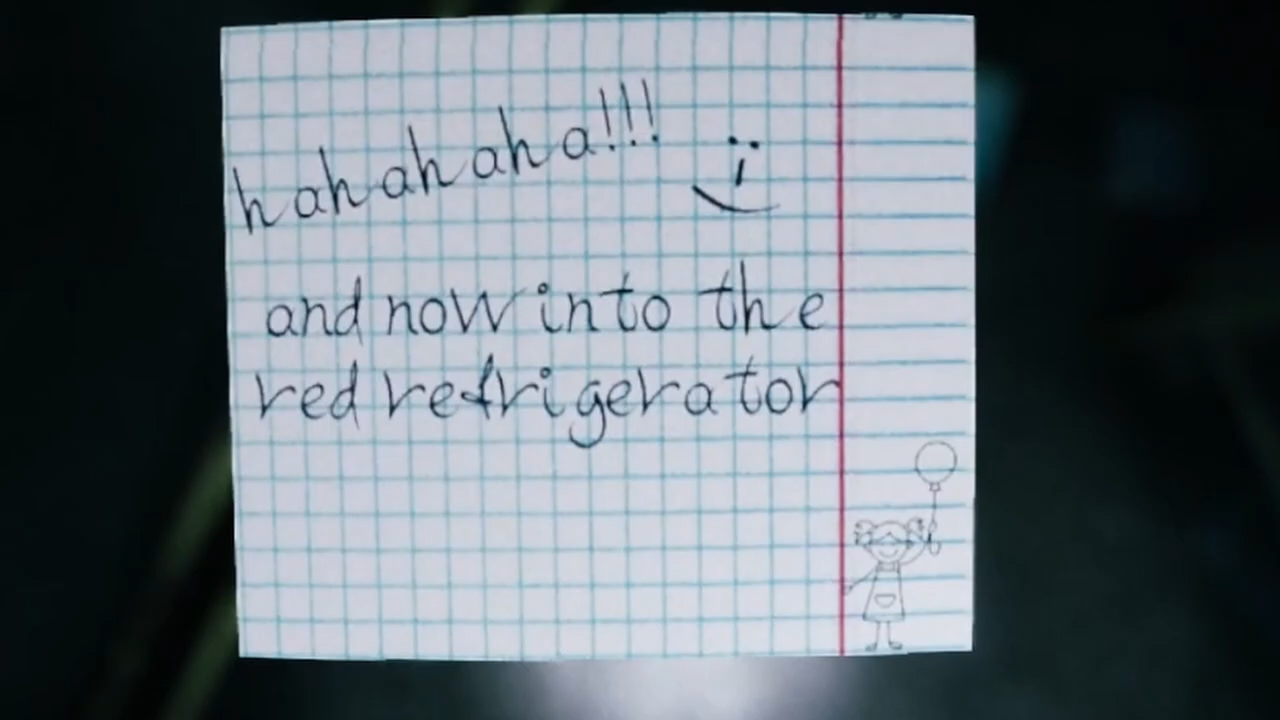 hahahaha!!!
and now into the
red refrigerator